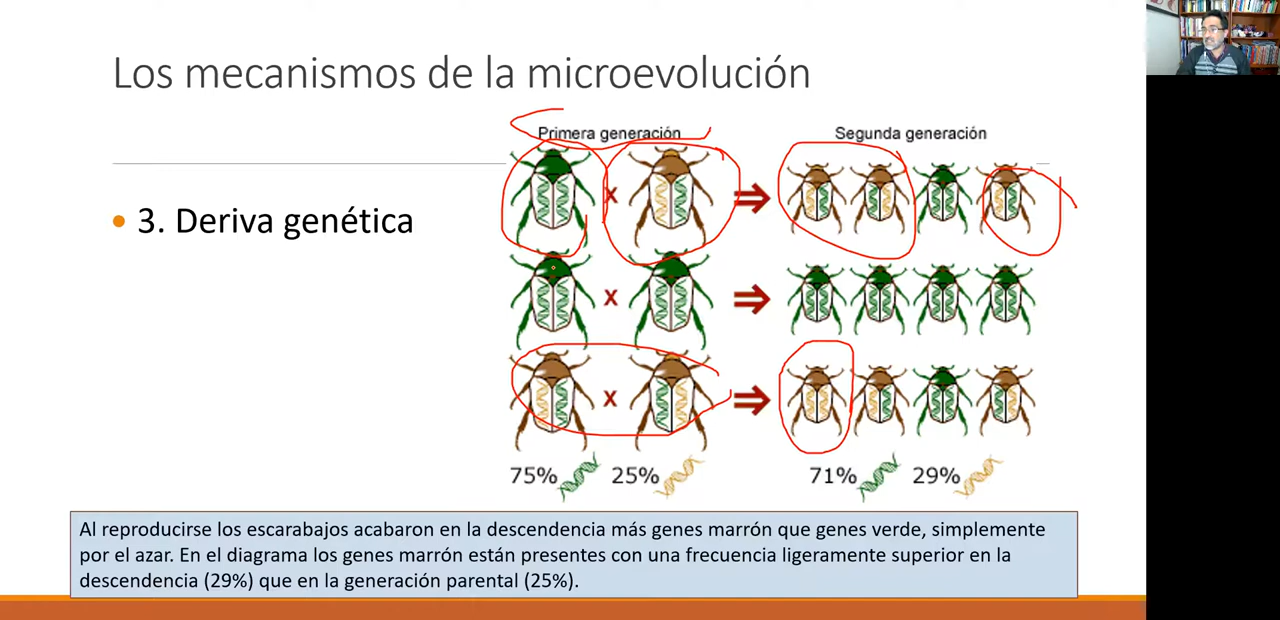 Los mecanismos de la microevolución
Primera generación
Segunda generación
• 3. Deriva genética
x
x
x
75% 25% 71% 29%
Al reproducirse los escarabajos acabaron en la descendencia más genes marrón que genes verde, simplemente
por el azar. En el diagrama los genes marrón están presentes con una frecuencia ligeramente superior en la
descendencia (29%) que en la generación parental (25%).